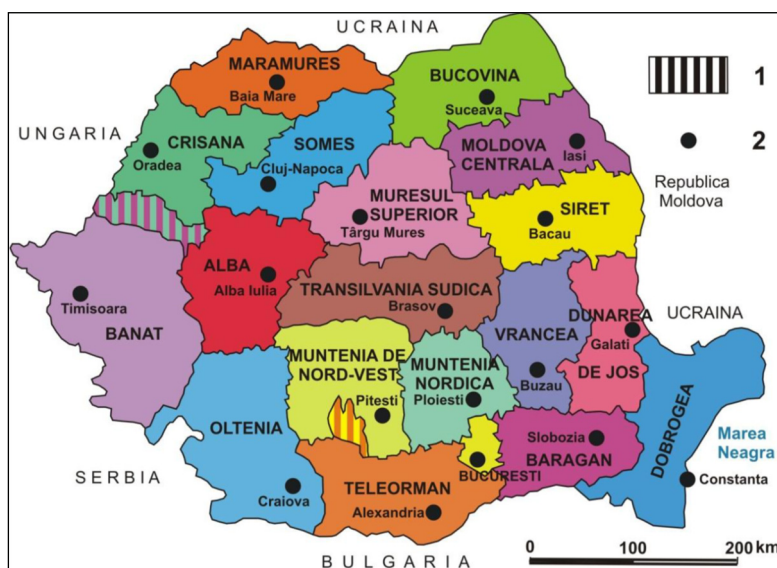 UCRAINA
MARAMURES
Baia Mare
BUCOVINA
Suceava
1
UNGARIA
CRISANA
Oradea
SOMES
Cluj-Napoca
MOLDOVA
CENTRALA
Iasi
2
Republica
Moldova
MURESUL
SUPERIOR
Târgu Mures
SIRET
Bacau
ALBA
Alba Iulia
TRANSILVANIA SUDICA
Brasov
Timisoara
BANAT
VRANCEA
Buzau
DUNAREA
Galati
DE JOS
UCRAINA
MUNTENIA DE
NORD-VEST
Pitesti
MUNTENIA
NORDICA
Ploiesti
OLTENIA
Craiova
SERBIA
Slobozia
BARAGAN
BUCURESTI
DOBROGEA
Marea
Neagra
Constanta
TELEORMAN
Alexandria
BULGARIA
0 100 200 km